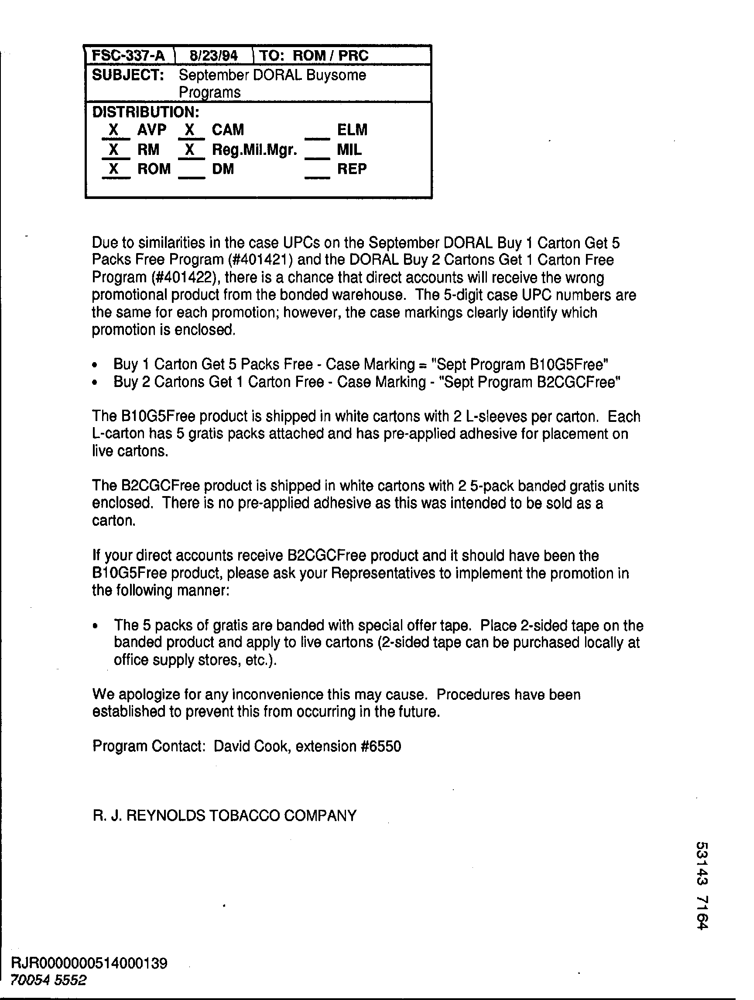 FSC-337-A 8/23/94 TO: ROM / PRC
SUBJECT: September DORAL Buysome
Programs
DISTRIBUTION:
X AVP X CAM ___ ELM
X RM X Reg.Mil.Mgr. ___ MIL
X ROM ___ DM ___ REP
Due to similarities in the case UPCs on the September DORAL Buy 1 Carton Get 5
Packs Free Program (#401421) and the DORAL Buy 2 Cartons Get 1 Carton Free
Program (#401422), there is a chance that direct accounts will receive the wrong
promotional product from the bonded warehouse. The 5-digit case UPC numbers are
the same for each promotion; however, the case markings clearly identify which
promotion is enclosed.
• Buy 1 Carton Get 5 Packs Free - Case Marking = "Sept Program B10G5Free"
• Buy 2 Cartons Get 1 Carton Free - Case Marking - "Sept Program B2CGCFree"
The B10G5Free product is shipped in white cartons with 2 L-sleeves per carton. Each
L-carton has 5 gratis packs attached and has pre-applied adhesive for placement on
live cartons.
The B2CGCFree product is shipped in white cartons with 2 5-pack banded gratis units
enclosed. There is no pre-applied adhesive as this was intended to be sold as a
carton.
If your direct accounts receive B2CGCFree product and it should have been the
B10G5Free product, please ask your Representatives to implement the promotion in
the following manner:
• The 5 packs of gratis are banded with special offer tape. Place 2-sided tape on the
banded product and apply to live cartons (2-sided tape can be purchased locally at
office supply stores, etc.).
We apologize for any inconvenience this may cause. Procedures have been
established to prevent this from occurring in the future.
Program Contact: David Cook, extension #6550
R. J. REYNOLDS TOBACCO COMPANY
53143 7164
RJR0000000514000139
70054 5552